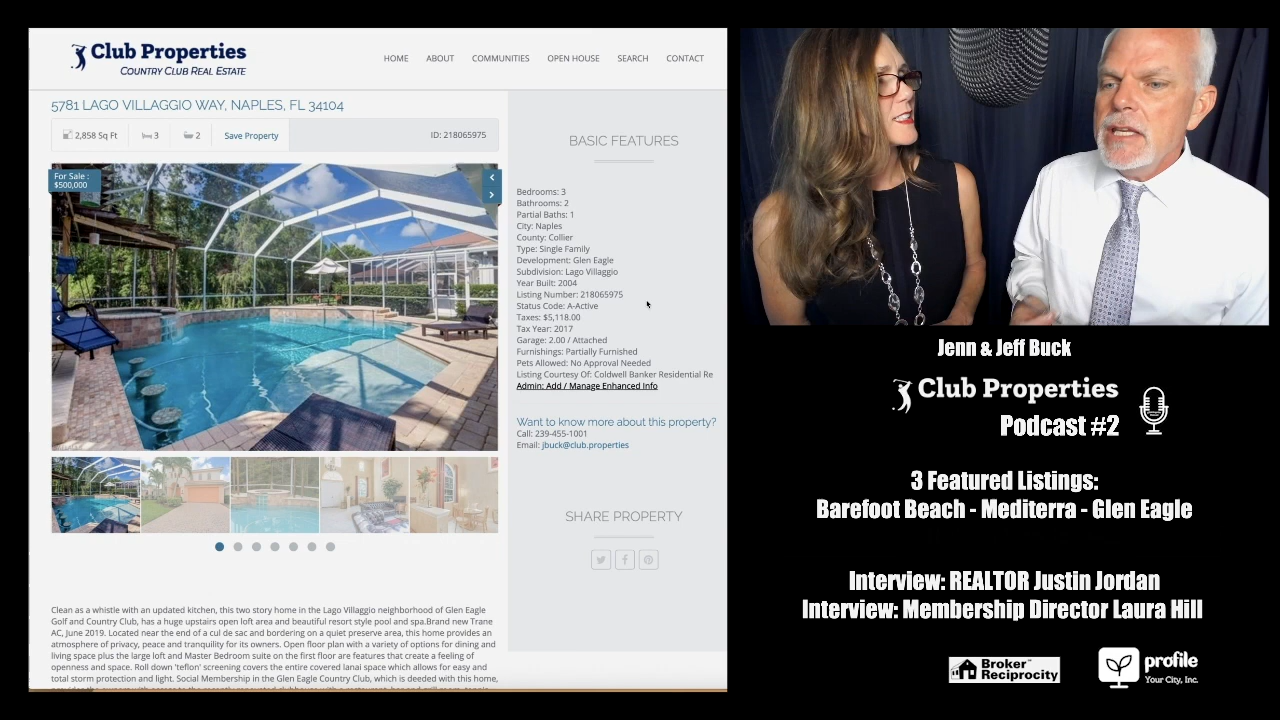 Club Properties
COUNTRY CLUB REAL ESTATE
HOME ABOUT COMMUNITIES OPEN HOUSE SEARCH CONTACT
5781 LAGO VILLAGGIO WAY, NAPLES, FL 34104
2,858 Sq Ft 3 2 Save Property ID: 218065975
For Sale :
$500,000
Clean as a whistle with an updated kitchen, this two story home in the Lago Villaggio neighborhood of Glen Eagle
Golf and Country Club, has a huge upstairs open loft area and beautiful resort style pool and spa.Brand new Trane
AC, June 2019. Located near the end of a cul de sac and bordering on a quiet preserve area, this home provides an
atmosphere of privacy, peace and tranquility for its owners. Open floor plan with a variety of options for dining and
living space plus the large loft and Master Bedroom suite on the first floor are features that create a feeling of
openness and space. Roll down 'teflon' screening covers the entire covered lanai space which allows for easy and
total storm protection and light. Social Membership in the Glen Eagle Country Club, which is deeded with this home,
BASIC FEATURES
Bedrooms: 3
Bathrooms: 2
Partial Baths: 1
City: Naples
County: Collier
Type: Single Family
Development: Glen Eagle
Subdivision: Lago Villaggio
Year Built: 2004
Listing Number: 218065975
Status Code: A-Active
Taxes: $5,118.00
Tax Year: 2017
Garage: 2.00 / Attached
Furnishings: Partially Furnished
Pets Allowed: No Approval Needed
Listing Courtesy Of: Coldwell Banker Residential Re
Admin: Add / Manage Enhanced Info
Want to know more about this property?
Call: 239-455-1001
Email: jbuck@club.properties
SHARE PROPERTY
Jenn & Jeff Buck
Club Properties
Podcast #2
3 Featured Listings:
Barefoot Beach - Mediterra - Glen Eagle
Interview: REALTOR Justin Jordan
Interview: Membership Director Laura Hill
Broker™
Reciprocity
profile
Your City, Inc.